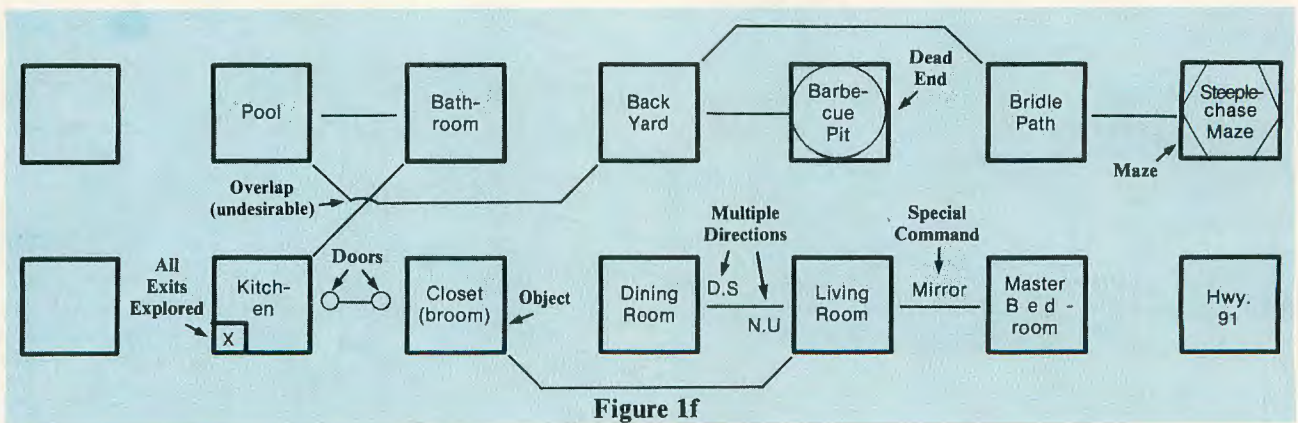 Pool
Bath-
room
Back
Yard
Barbe-
cue
Pit
Dead
End
Bridle
Path
Steeple-
chase
Maze
Maze
Overlap
(undesirable)
All
Exits
Explored
Kitch-
en
X
Doors
Closet
(broom)
Object
Dining
Room
Multiple
Directions
D.S
N.U
Living
Room
Special
Command
Mirror
Master
Bed-
room
Hwy.
91
Figure 1f